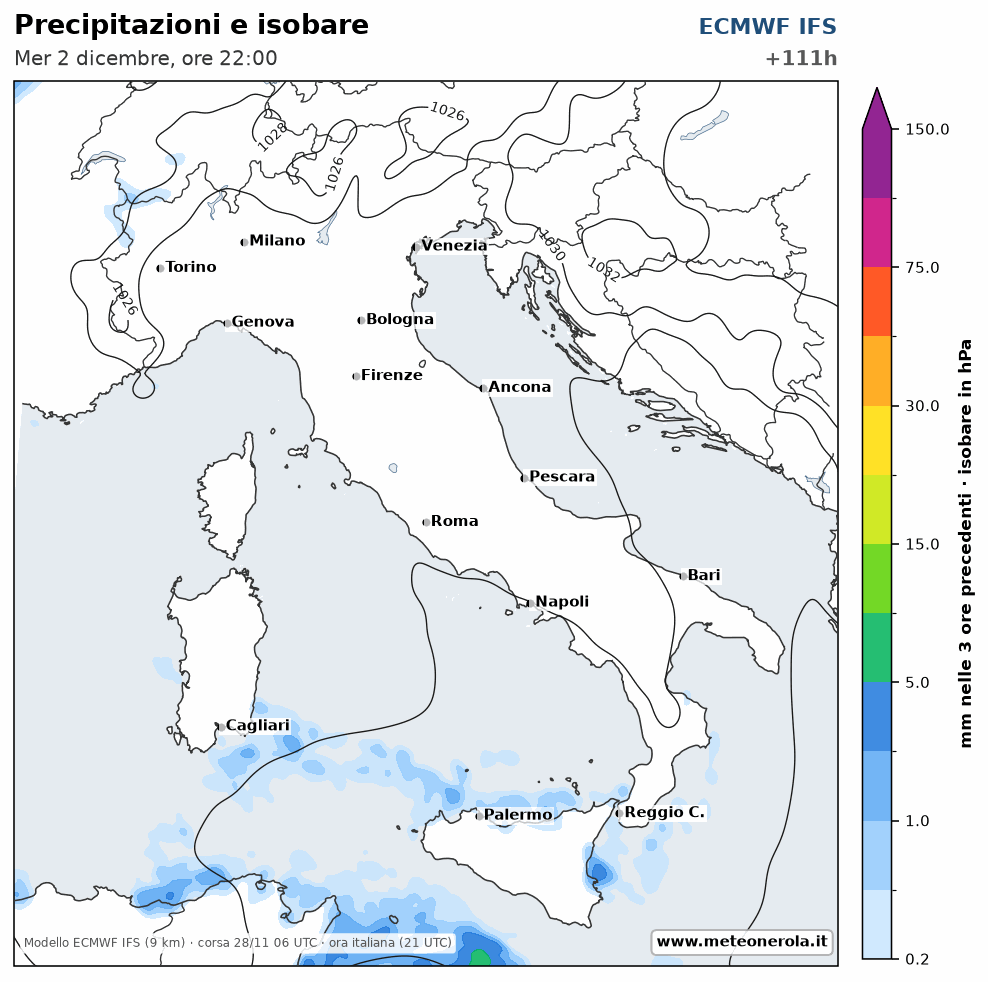 Precipitazioni e isobare
ECMWF IFS
Mer 2 dicembre, ore 22:00
+111h
1026
1028
1026
Milano
Venezia
1030
1032
Torino
1026
Genova
Bologna
Firenze
Ancona
Pescara
Roma
Bari
Napoli
Cagliari
Palermo
Reggio C.
Modello ECMWF IFS (9 km) · corsa 28/11 06 UTC · ora italiana (21 UTC)
www.meteonerola.it
150.0
75.0
30.0
15.0
5.0
1.0
0.2
mm nelle 3 ore precedenti · isobare in hPa